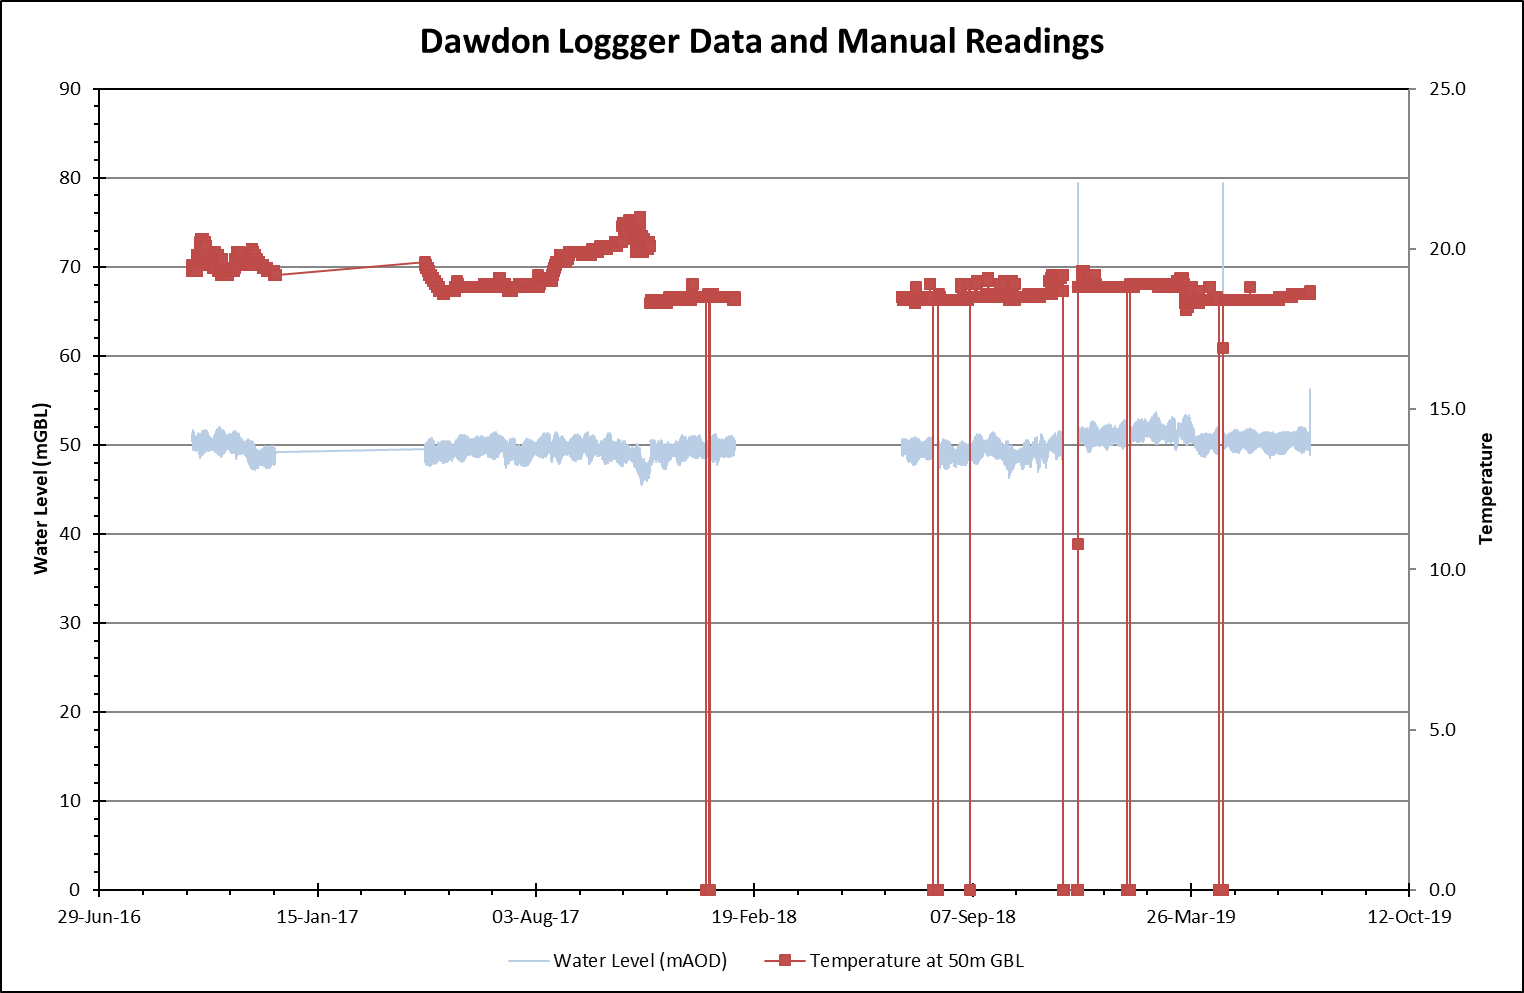 Dawdon Loggger Data and Manual Readings
90
80
70
60
50
40
30
20
10
0
Water Level (mGBL)
25.0
20.0
15.0
10.0
5.0
0.0
Temperature
29-Jun-16
15-Jan-17
03-Aug-17
19-Feb-18
07-Sep-18
26-Mar-19
12-Oct-19
Water Level (mAOD)
Temperature at 50m GBL